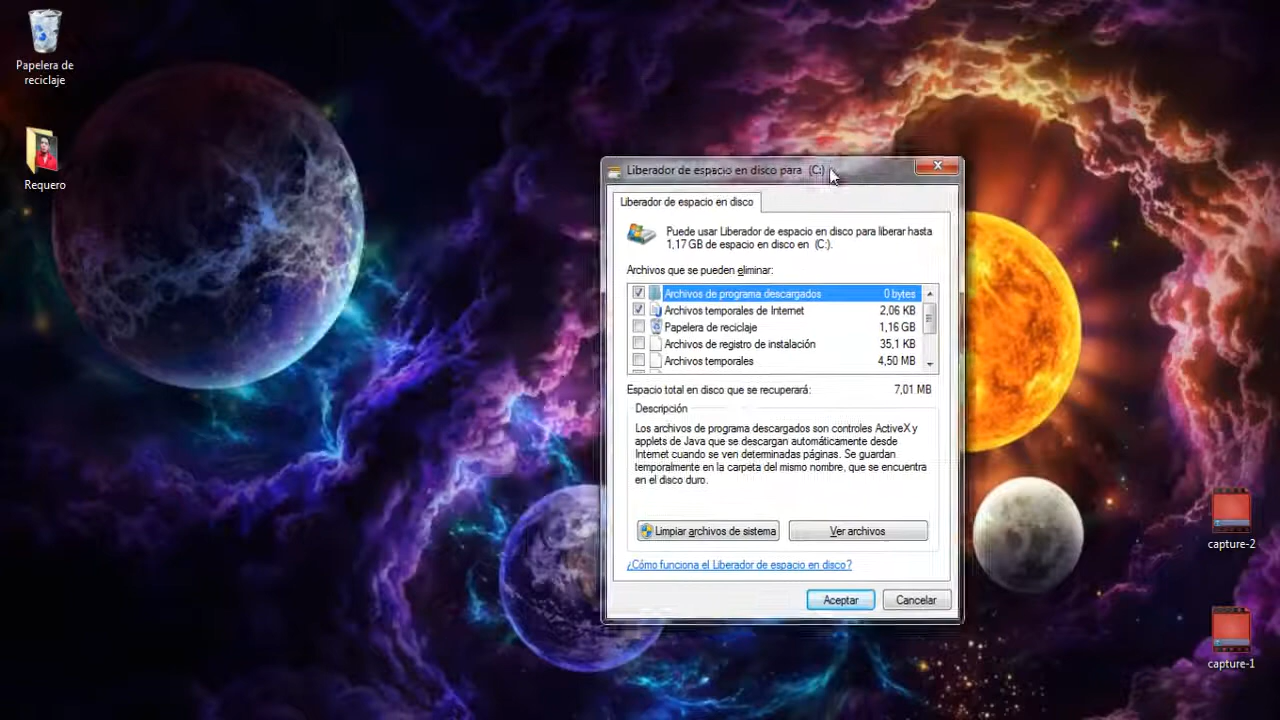 Papelera de
reciclaje
Requero
Liberador de espacio en disco para (C:)
Liberador de espacio en disco
Puede usar Liberador de espacio en disco para liberar hasta
1,17 GB de espacio en disco en (C:).
Archivos que se pueden eliminar:
Archivos de programa descargados 0 bytes
Archivos temporales de Internet 2,06 KB
Papelera de reciclaje 1,16 GB
Archivos de registro de instalación 35,1 KB
Archivos temporales 4,50 MB
Espacio total en disco que se recuperará: 7,01 MB
Descripción
Los archivos de programa descargados son controles ActiveX y
applets de Java que se descargan automáticamente desde
Internet cuando se ven determinadas páginas. Se guardan
temporalmente en la carpeta del mismo nombre, que se encuentra
en el disco duro.
Limpiar archivos de sistema
Ver archivos
¿Cómo funciona el Liberador de espacio en disco?
Aceptar
Cancelar
capture-2
capture-1